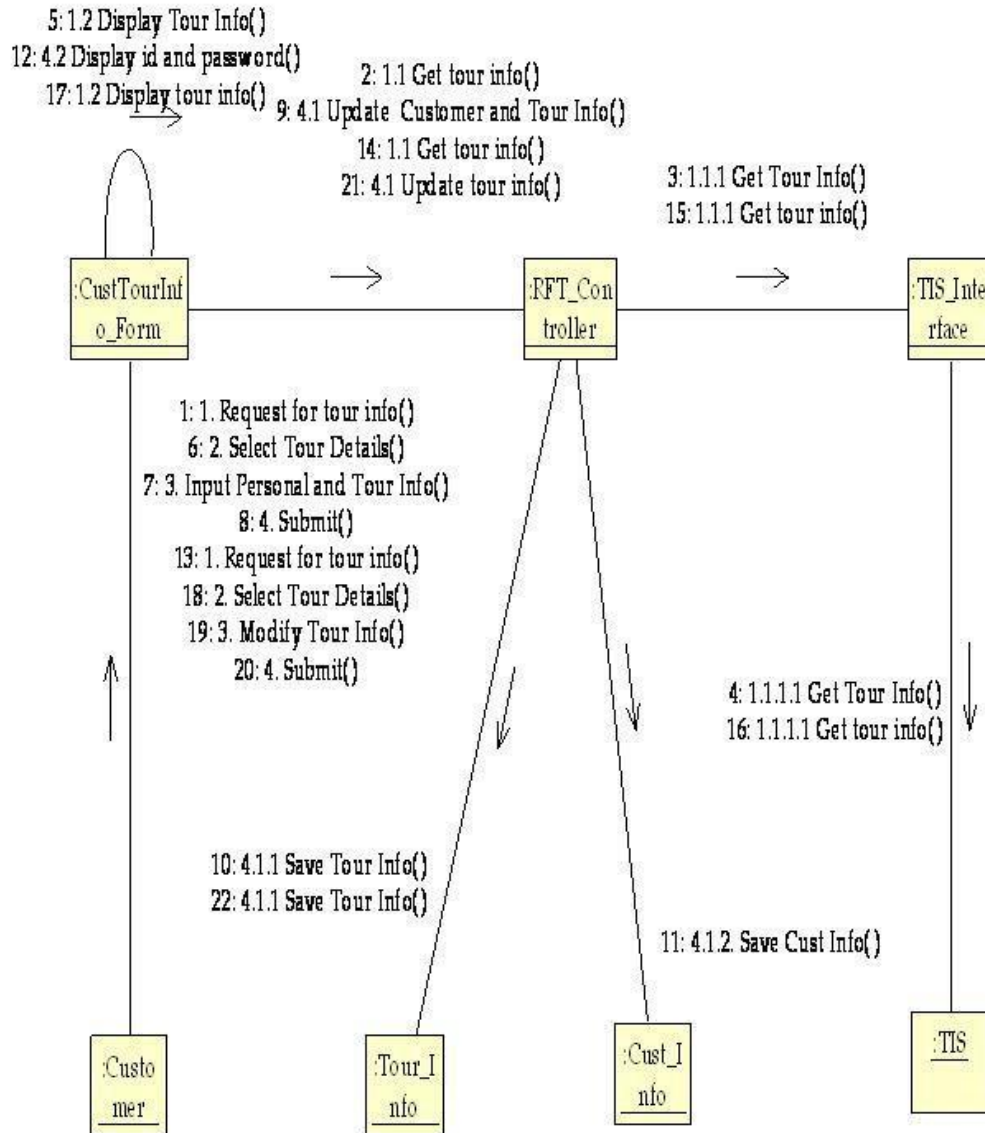 5: 1.2 Display Tour Info()
12: 4.2 Display id and password()
17: 1.2 Display tour info()
2: 1.1 Get tour info()
9: 4.1 Update Customer and Tour Info()
14: 1.1 Get tour info()
21: 4.1 Update tour info()
3: 1.1.1 Get Tour Info()
15: 1.1.1 Get tour info()
:CustTourInf
o_Form
:RFT_Con
troller
:TIS_Inte
rface
1: 1. Request for tour info()
6: 2. Select Tour Details()
7: 3. Input Personal and Tour Info()
8: 4. Submit()
13: 1. Request for tour info()
18: 2. Select Tour Details()
19: 3. Modify Tour Info()
20: 4. Submit()
4: 1.1.1.1 Get Tour Info()
16: 1.1.1.1 Get tour info()
10: 4.1.1 Save Tour Info()
22: 4.1.1 Save Tour Info()
11: 4.1.2. Save Cust Info()
:Custo
mer
:Tour_I
nfo
:Cust_I
nfo
:TIS